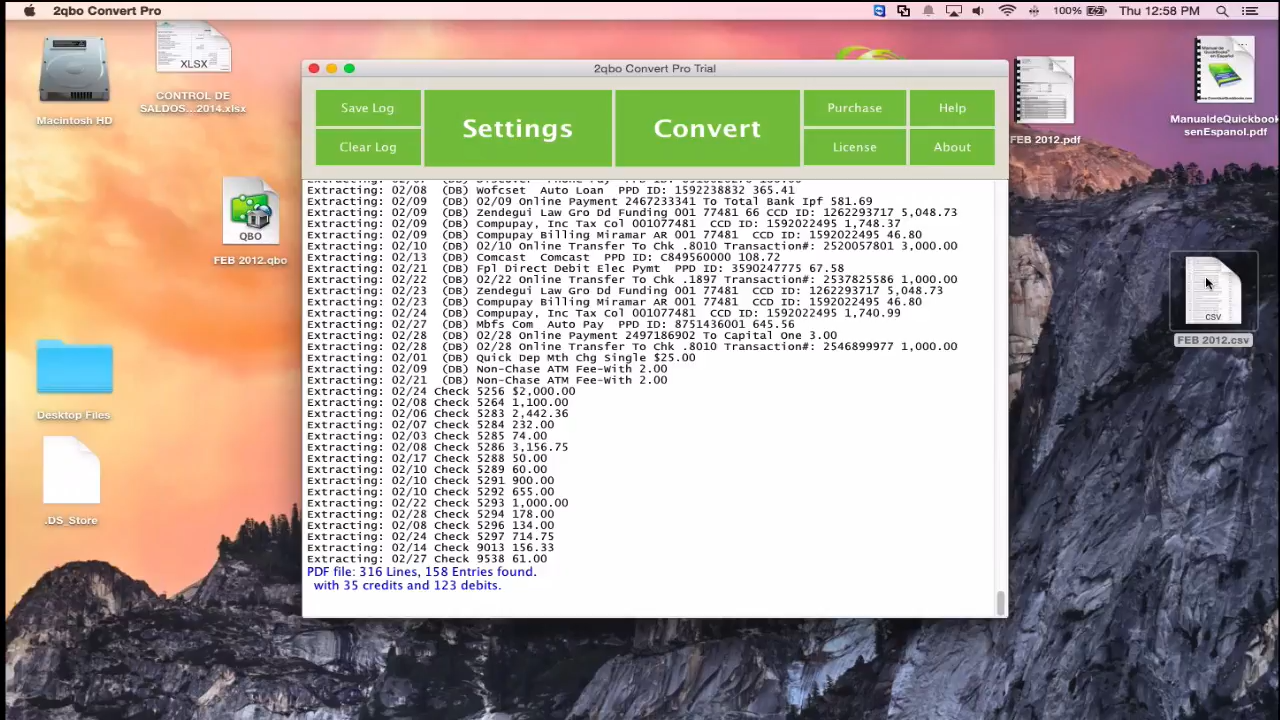 2qbo Convert Pro
100%
Thu 12:58 PM
XLSX
CONTROL DE
SALDOS...2014.xlsx
Macintosh HD
QBO
FEB 2012.qbo
Desktop Files
.DS_Store
2qbo Convert Pro Trial
Save Log
Clear Log
Settings
Convert
Purchase
License
Help
About
Extracting: 02/08 (DB) Wofcset Auto Loan PPD ID: 1592238832 365.41
Extracting: 02/09 (DB) 02/09 Online Payment 2467233341 To Total Bank Ipf 581.69
Extracting: 02/09 (DB) Zendegui Law Gro Dd Funding 001 77481 66 CCD ID: 1262293717 5,048.73
Extracting: 02/09 (DB) Compupay, Inc Tax Col 001077481 CCD ID: 1592022495 1,748.37
Extracting: 02/09 (DB) Compupay Billing Miramar AR 001 77481 CCD ID: 1592022495 46.80
Extracting: 02/10 (DB) 02/10 Online Transfer To Chk .8010 Transaction#: 2520057801 3,000.00
Extracting: 02/13 (DB) Comcast Comcast PPD ID: C849560000 108.72
Extracting: 02/21 (DB) Fpl Direct Debit Elec Pymt PPD ID: 3590247775 67.58
Extracting: 02/22 (DB) 02/22 Online Transfer To Chk .1897 Transaction#: 2537825586 1,000.00
Extracting: 02/23 (DB) Zendegui Law Gro Dd Funding 001 77481 CCD ID: 1262293717 5,048.73
Extracting: 02/23 (DB) Compupay Billing Miramar AR 001 77481 CCD ID: 1592022495 46.80
Extracting: 02/24 (DB) Compupay, Inc Tax Col 001077481 CCD ID: 1592022495 1,740.99
Extracting: 02/27 (DB) Mbfs Com Auto Pay PPD ID: 8751436001 645.56
Extracting: 02/28 (DB) 02/28 Online Payment 2497186902 To Capital One 3.00
Extracting: 02/28 (DB) 02/28 Online Transfer To Chk .8010 Transaction#: 2546899977 1,000.00
Extracting: 02/01 (DB) Quick Dep Mth Chg Single $25.00
Extracting: 02/09 (DB) Non-Chase ATM Fee-With 2.00
Extracting: 02/21 (DB) Non-Chase ATM Fee-With 2.00
Extracting: 02/24 Check 5256 $2,000.00
Extracting: 02/08 Check 5264 1,100.00
Extracting: 02/06 Check 5283 2,442.36
Extracting: 02/07 Check 5284 232.00
Extracting: 02/03 Check 5285 74.00
Extracting: 02/08 Check 5286 3,156.75
Extracting: 02/17 Check 5288 50.00
Extracting: 02/10 Check 5289 60.00
Extracting: 02/10 Check 5291 900.00
Extracting: 02/10 Check 5292 655.00
Extracting: 02/22 Check 5293 1,000.00
Extracting: 02/28 Check 5294 178.00
Extracting: 02/08 Check 5296 134.00
Extracting: 02/24 Check 5297 714.75
Extracting: 02/14 Check 9013 156.33
Extracting: 02/27 Check 9538 61.00
PDF file: 316 Lines, 158 Entries found.
with 35 credits and 123 debits.
FEB 2012.pdf
ManualdeQuickbook
senEspanol.pdf
CSV
FEB 2012.csv